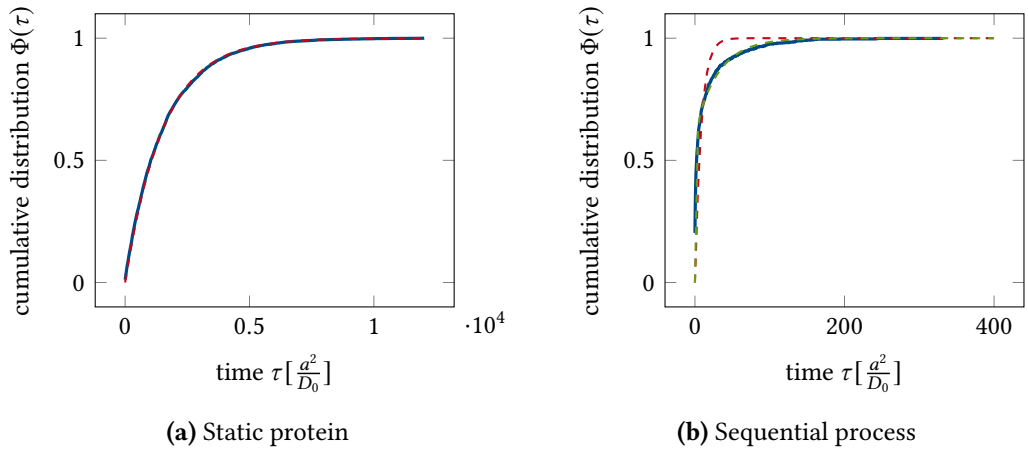 cumulative distribution Φ(τ)
1
0.5
0
0
0.5
1
·10⁴
time τ[a²/D₀]
(a) Static protein
cumulative distribution Φ(τ)
1
0.5
0
0
200
400
time τ[a²/D₀]
(b) Sequential process